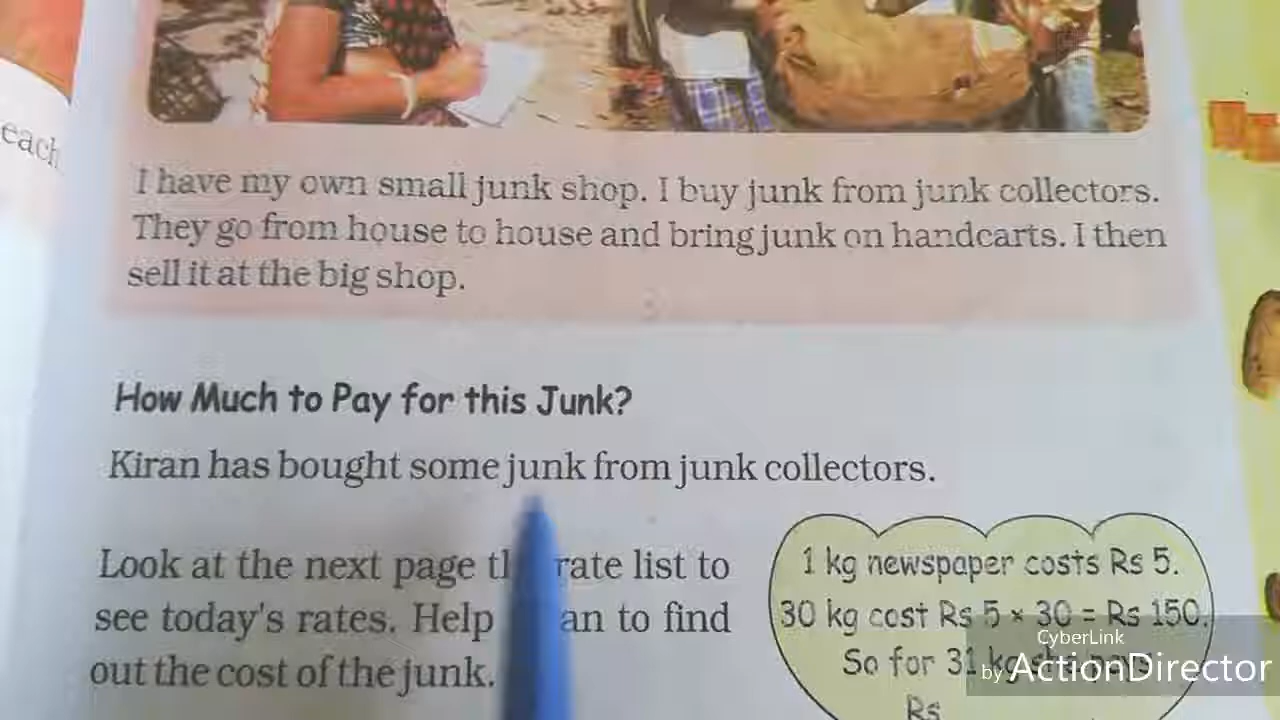 each
I have my own small junk shop. I buy junk from junk collectors.
They go from house to house and bring junk on handcarts. I then
sell it at the big shop.
How Much to Pay for this Junk?
Kiran has bought some junk from junk collectors.
Look at the next page rate list to
see today's rates. Help to find
out the cost of the junk.
1 kg newspaper costs Rs 5.
30 kg cost Rs 5 × 30 = Rs 150.
So for 31 kg she pays
Rs
CyberLink
by ActionDirector